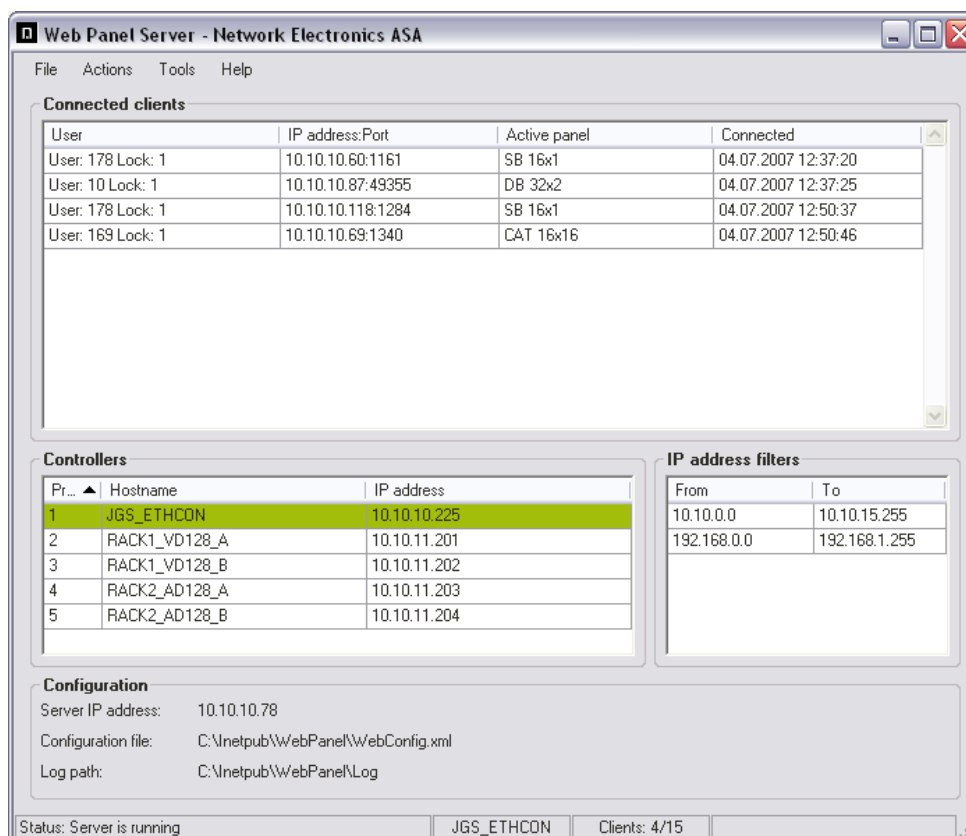 Web Panel Server - Network Electronics ASA
File Actions Tools Help
Connected clients
User IP address:Port Active panel Connected
User: 178 Lock: 1 10.10.10.60:1161 SB 16x1 04.07.2007 12:37:20
User: 10 Lock: 1 10.10.10.87:49355 DB 32x2 04.07.2007 12:37:25
User: 178 Lock: 1 10.10.10.118:1284 SB 16x1 04.07.2007 12:50:37
User: 169 Lock: 1 10.10.10.69:1340 CAT 16x16 04.07.2007 12:50:46
Controllers
Pr... Hostname IP address
1 JGS_ETHCON 10.10.10.225
2 RACK1_VD128_A 10.10.11.201
3 RACK1_VD128_B 10.10.11.202
4 RACK2_AD128_A 10.10.11.203
5 RACK2_AD128_B 10.10.11.204
IP address filters
From To
10.10.0.0 10.10.15.255
192.168.0.0 192.168.1.255
Configuration
Server IP address: 10.10.10.78
Configuration file: C:\Inetpub\WebPanel\WebConfig.xml
Log path: C:\Inetpub\WebPanel\Log
Status: Server is running JGS_ETHCON Clients: 4/15